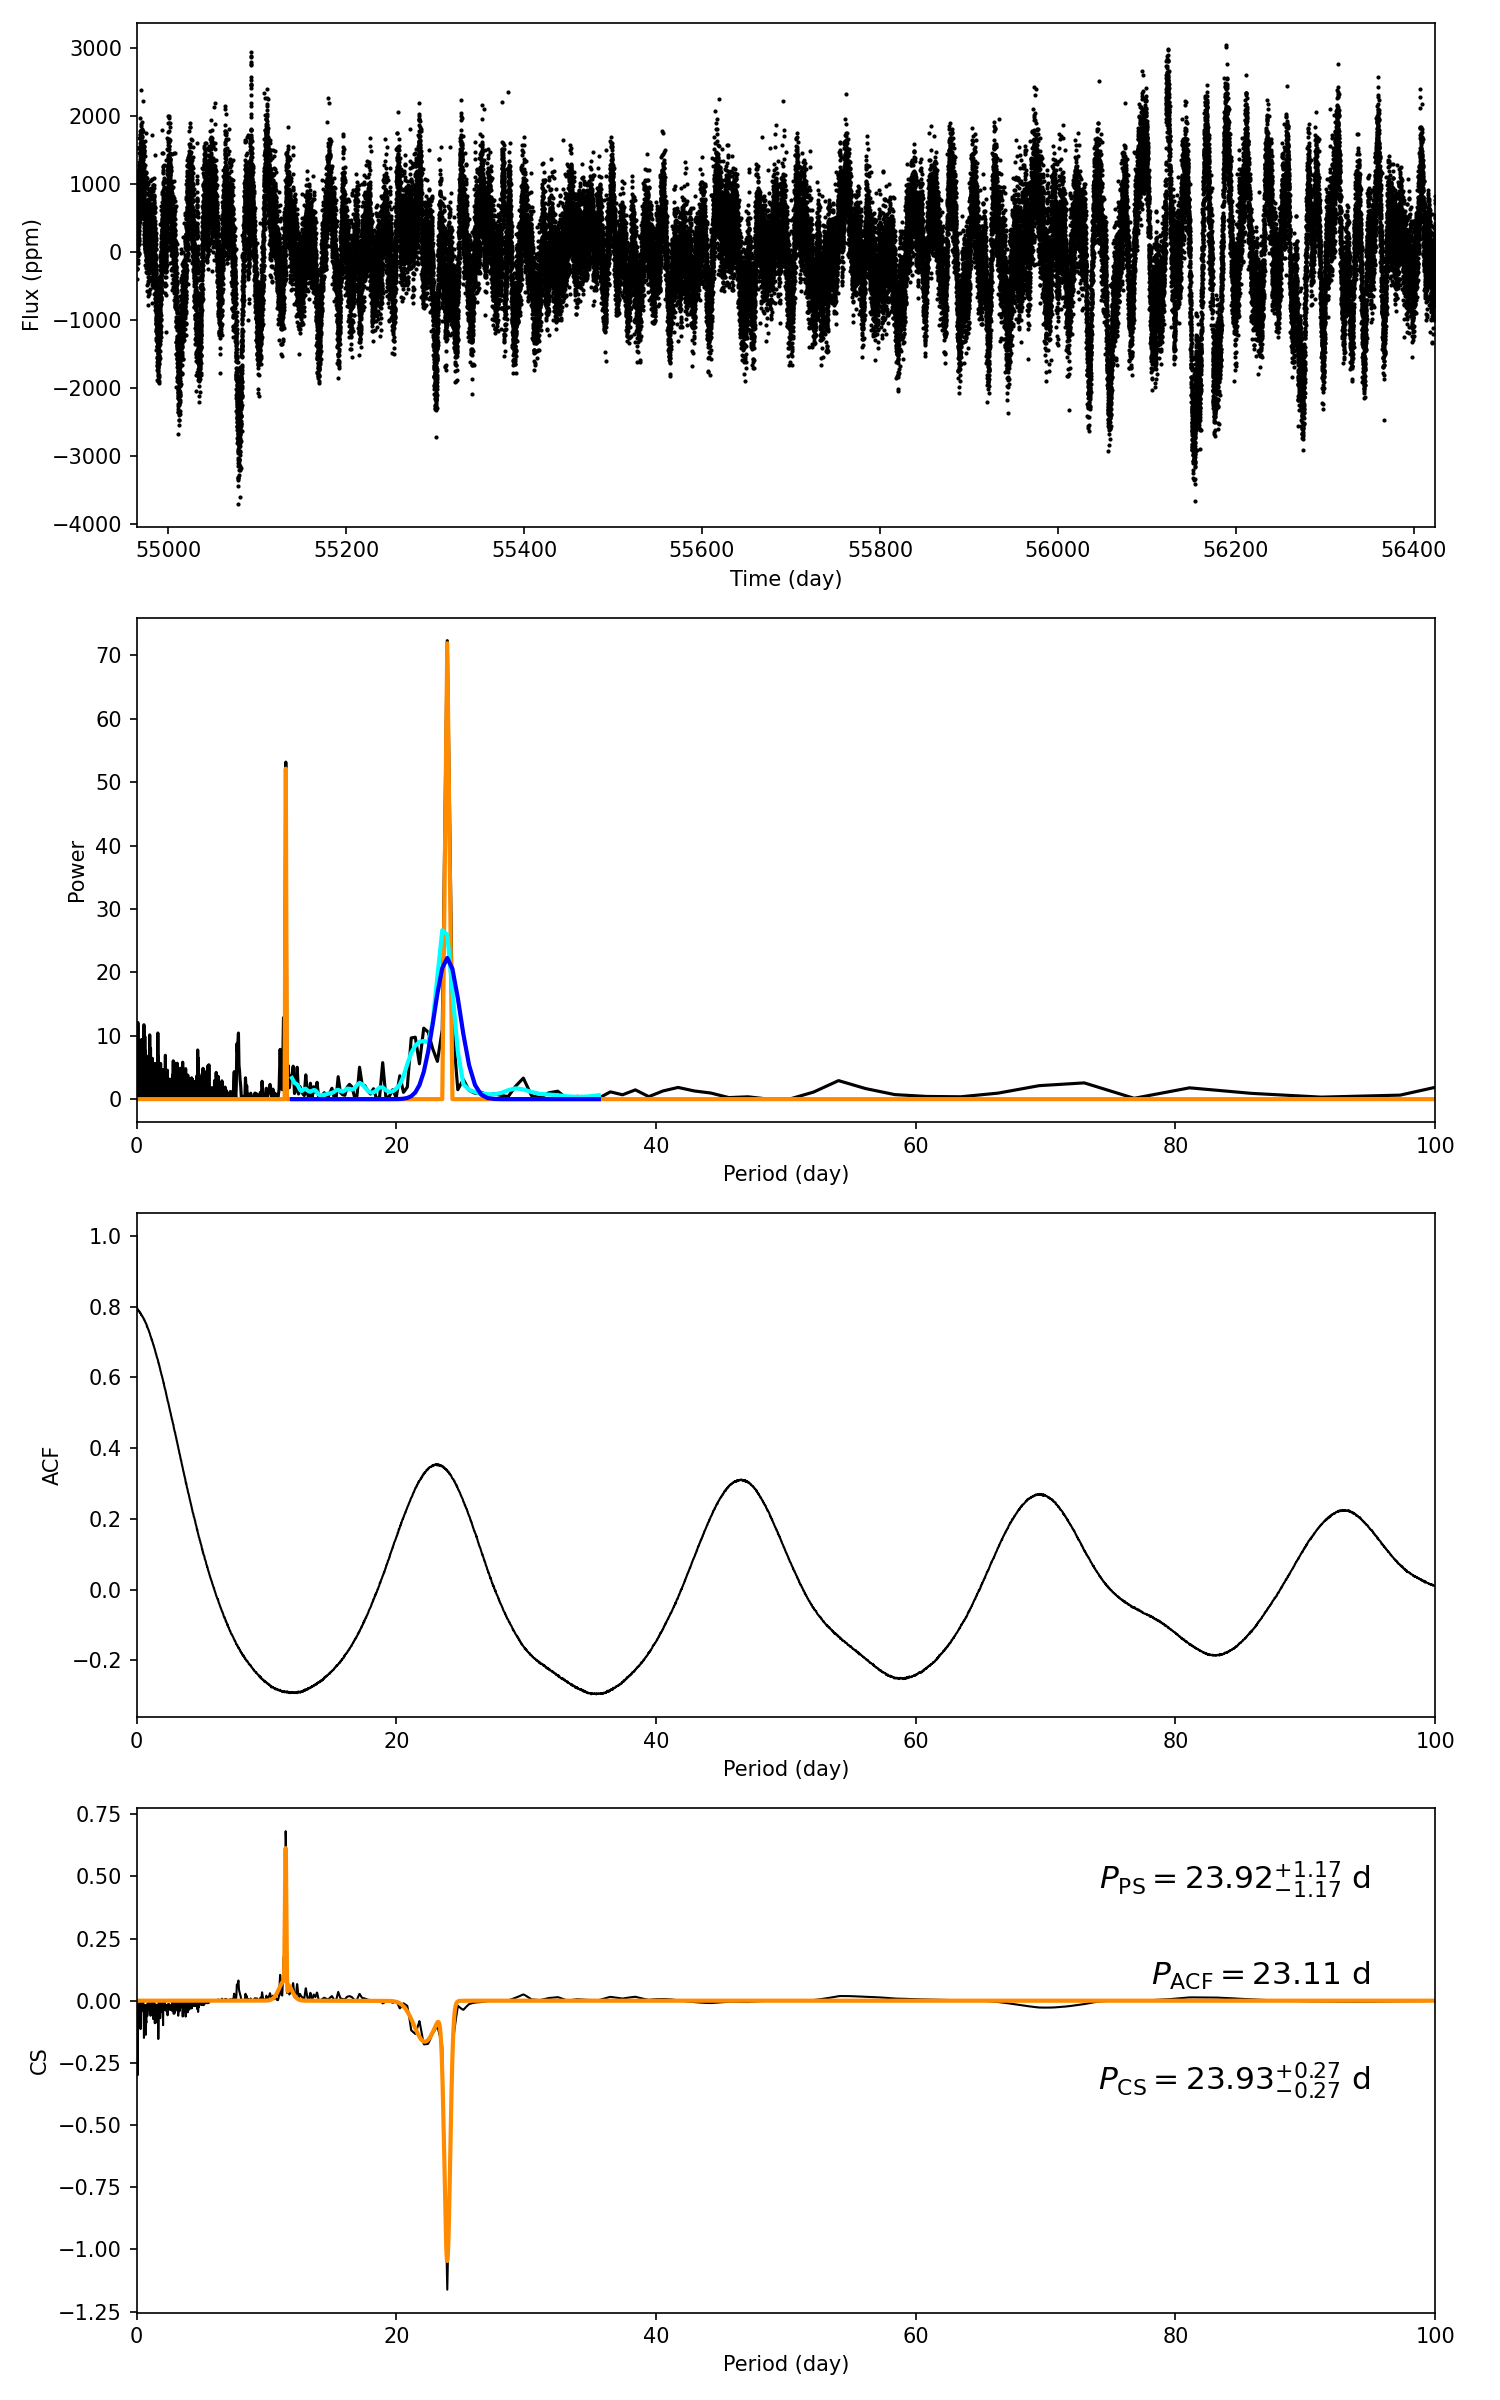 3000
2000
1000
0
−1000
−2000
−3000
−4000
Flux (ppm)
55000 55200 55400 55600 55800 56000 56200 56400
Time (day)
70
60
50
40
30
20
10
0
Power
0 20 40 60 80 100
Period (day)
1.0
0.8
0.6
0.4
0.2
0.0
−0.2
ACF
0 20 40 60 80 100
Period (day)
0.75
0.50
0.25
0.00
−0.25
−0.50
−0.75
−1.00
−1.25
CS
P_PS = 23.92 +1.17 −1.17 d
P_ACF = 23.11 d
P_CS = 23.93 +0.27 −0.27 d
0 20 40 60 80 100
Period (day)